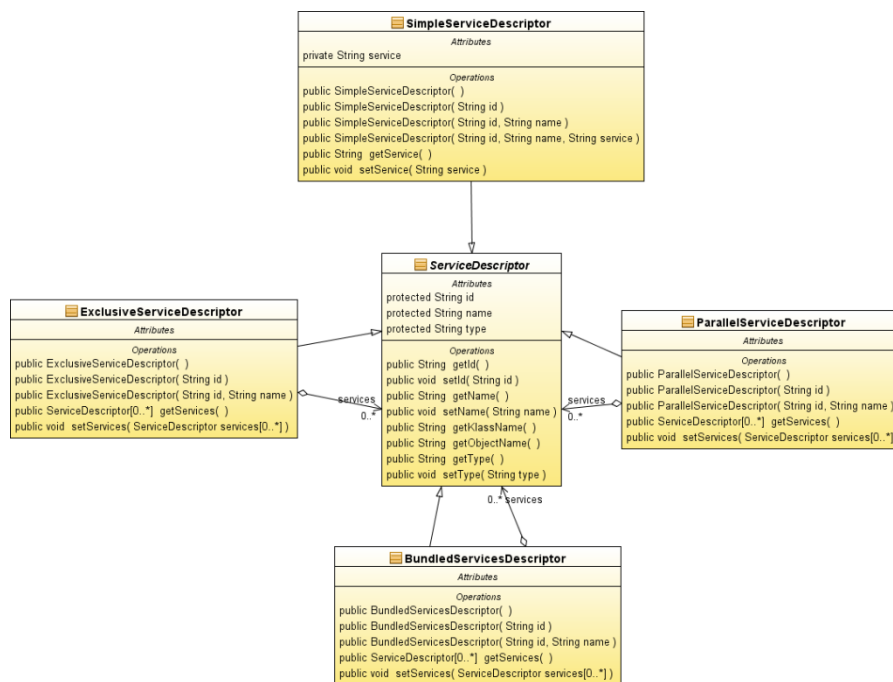 SimpleServiceDescriptor
Attributes
private String service
Operations
public SimpleServiceDescriptor( )
public SimpleServiceDescriptor( String id )
public SimpleServiceDescriptor( String id, String name )
public SimpleServiceDescriptor( String id, String name, String service )
public String getService( )
public void setService( String service )
ServiceDescriptor
Attributes
protected String id
protected String name
protected String type
Operations
public String getId( )
public void setId( String id )
public String getName( )
public void setName( String name )
public String getKlassName( )
public String getObjectName( )
public String getType( )
public void setType( String type )
ExclusiveServiceDescriptor
Attributes
Operations
public ExclusiveServiceDescriptor( )
public ExclusiveServiceDescriptor( String id )
public ExclusiveServiceDescriptor( String id, String name )
public ServiceDescriptor[0..*] getServices( )
public void setServices( ServiceDescriptor services[0..*] )
services
0..*
ParallelServiceDescriptor
Attributes
Operations
public ParallelServiceDescriptor( )
public ParallelServiceDescriptor( String id )
public ParallelServiceDescriptor( String id, String name )
public ServiceDescriptor[0..*] getServices( )
public void setServices( ServiceDescriptor services[0..*]
services
0..*
0..* services
BundledServicesDescriptor
Attributes
Operations
public BundledServicesDescriptor( )
public BundledServicesDescriptor( String id )
public BundledServicesDescriptor( String id, String name )
public ServiceDescriptor[0..*] getServices( )
public void setServices( ServiceDescriptor services[0..*] )